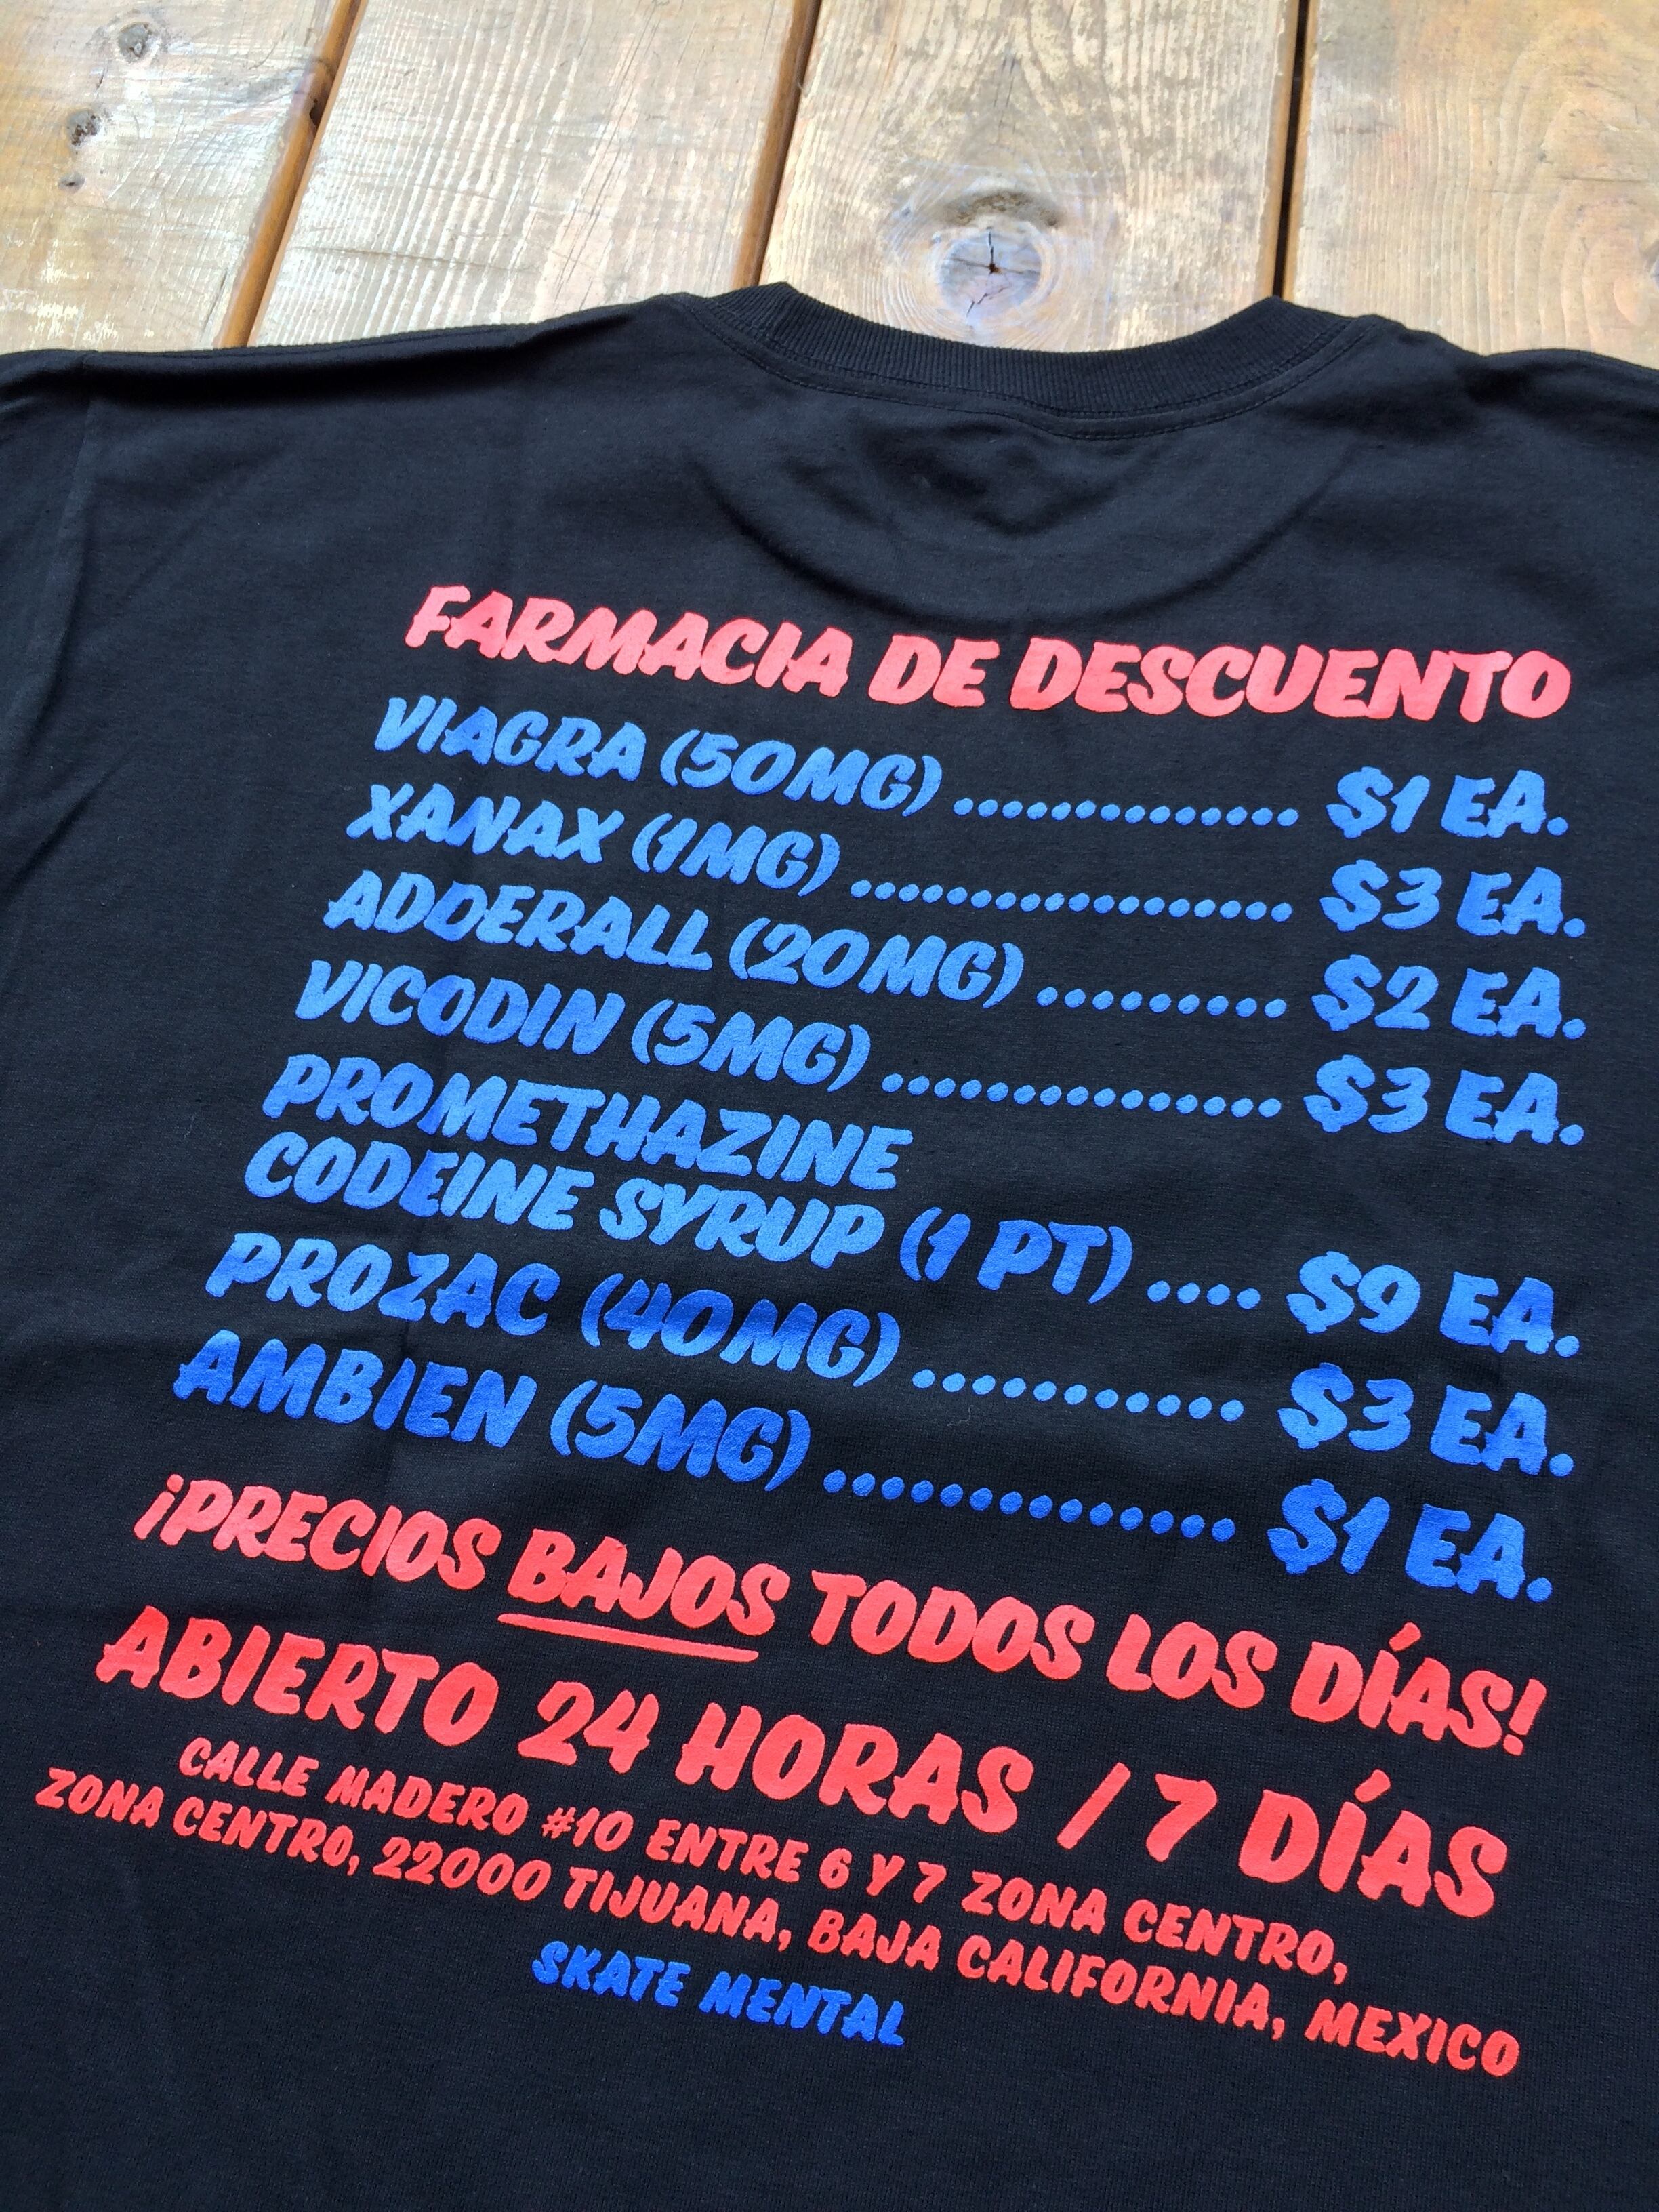 FARMACIA DE DESCUENTO
VIAGRA (50MG) .............. $1 EA.
XANAX (1MG) .................. $3 EA.
ADDERALL (20MG) .......... $2 EA.
VICODIN (5MG) ................ $3 EA.
PROMETHAZINE
CODEINE SYRUP (1 PT) .... $9 EA.
PROZAC (40MG) ............. $3 EA.
AMBIEN (5MG) ................ $1 EA.
¡PRECIOS BAJOS TODOS LOS DÍAS!
ABIERTO 24 HORAS / 7 DÍAS
CALLE MADERO #10 ENTRE 6 Y 7 ZONA CENTRO,
ZONA CENTRO, 22000 TIJUANA, BAJA CALIFORNIA, MEXICO
SKATE MENTAL